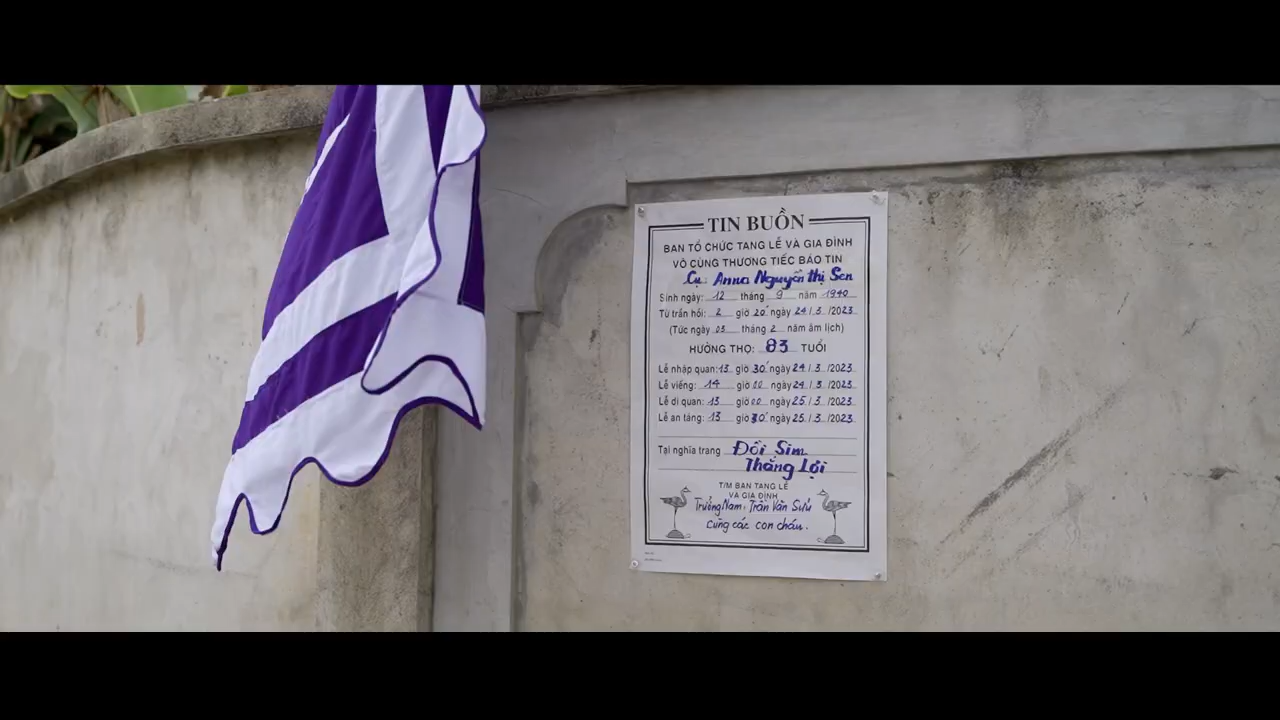 TIN BUỒN
BAN TỔ CHỨC TANG LỄ VÀ GIA ĐÌNH
VÔ CÙNG THƯƠNG TIẾC BÁO TIN
Cụ: Anna Nguyễn Thị Sen
Sinh ngày: 12 tháng 9 năm 1940
Từ trần hồi: 2 giờ 20' ngày 24/3/2023
(Tức ngày 03 tháng 2 năm âm lịch)
HƯỞNG THỌ: 83 TUỔI
Lễ nhập quan: 13 giờ 30' ngày 24/3/2023
Lễ viếng: 14 giờ 00 ngày 24/3/2023
Lễ di quan: 13 giờ 00' ngày 25/3/2023
Lễ an táng: 13 giờ 30' ngày 25/3/2023
Tại nghĩa trang Đồi Sim
Thắng Lợi
T/M BAN TANG LỄ
VÀ GIA ĐÌNH
Trưởng Nam: Trần Văn Sửu
Cùng các con cháu.